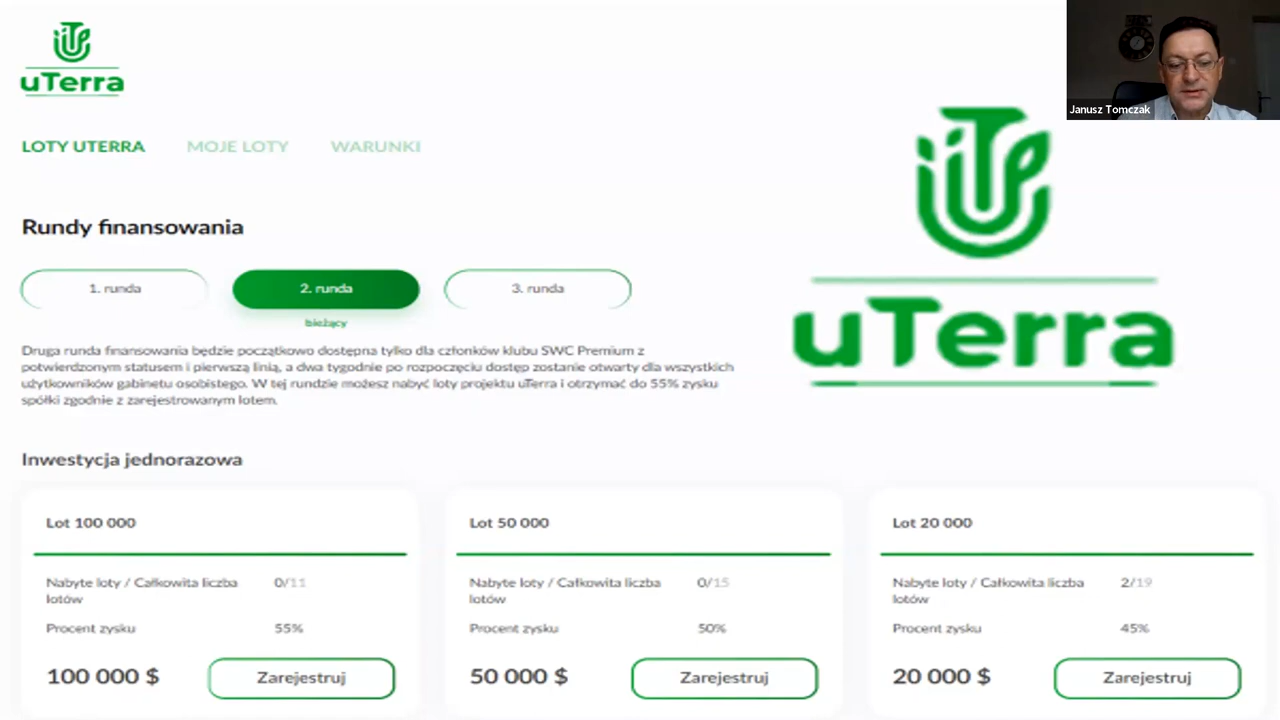 uTerra
Janusz Tomczak
LOTY UTERRA MOJE LOTY WARUNKI
uTerra
Rundy finansowania
1. runda 2. runda 3. runda
bieżący
Druga runda finansowania będzie początkowo dostępna tylko dla członków klubu SWC Premium z
potwierdzonym statusem i pierwszą linią, a dwa tygodnie po rozpoczęciu dostęp zostanie otwarty dla wszystkich
użytkowników gabinetu osobistego. W tej rundzie możesz nabyć loty projektu uTerra i otrzymać do 55% zysku
spółki zgodnie z zarejestrowanym lotem.
Inwestycja jednorazowa
Lot 100 000
Nabyte loty / Całkowita liczba 0/11
lotów
Procent zysku 55%
100 000 $ Zarejestruj
Lot 50 000
Nabyte loty / Całkowita liczba 0/15
lotów
Procent zysku 50%
50 000 $ Zarejestruj
Lot 20 000
Nabyte loty / Całkowita liczba 2/19
lotów
Procent zysku 45%
20 000 $ Zarejestruj